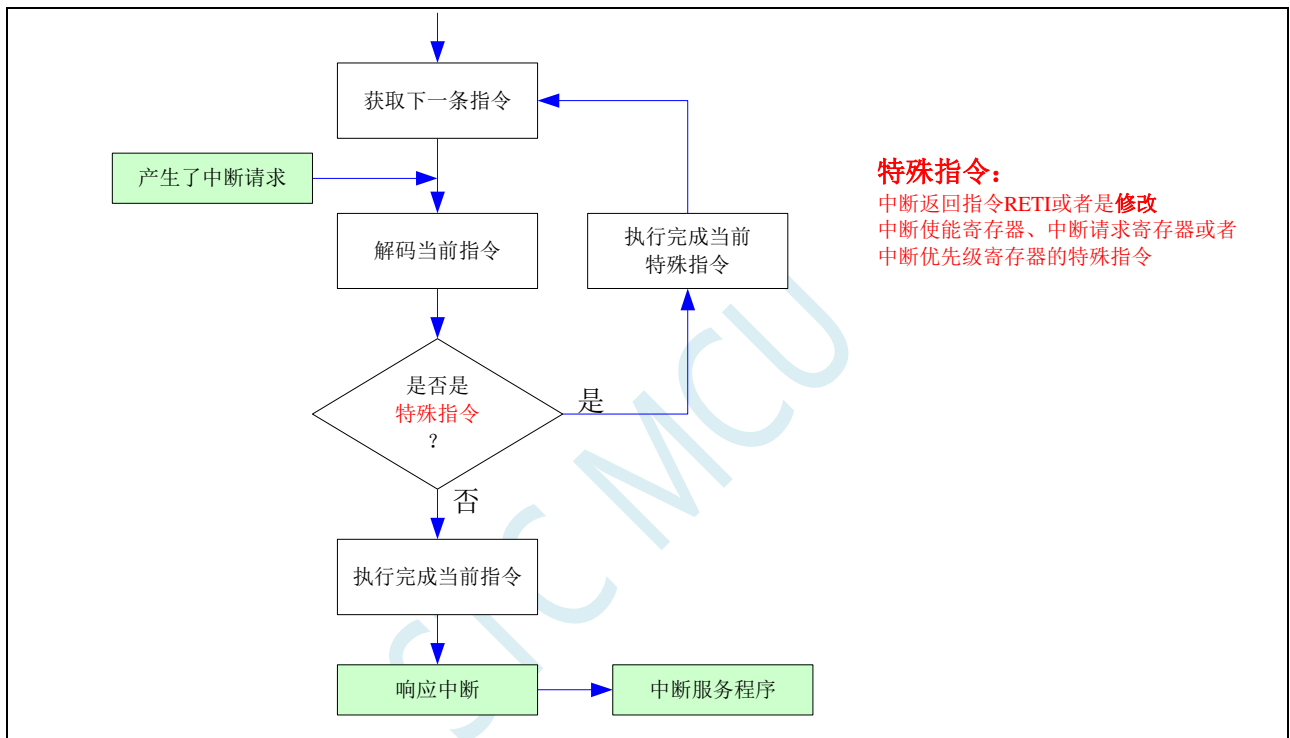 获取下一条指令
产生了中断请求
特殊指令：
中断返回指令RETI或者是修改
中断使能寄存器、中断请求寄存器或者
中断优先级寄存器的特殊指令
解码当前指令
执行完成当前
特殊指令
是否是
特殊指令
？
是
否
执行完成当前指令
响应中断
中断服务程序
STC MCU